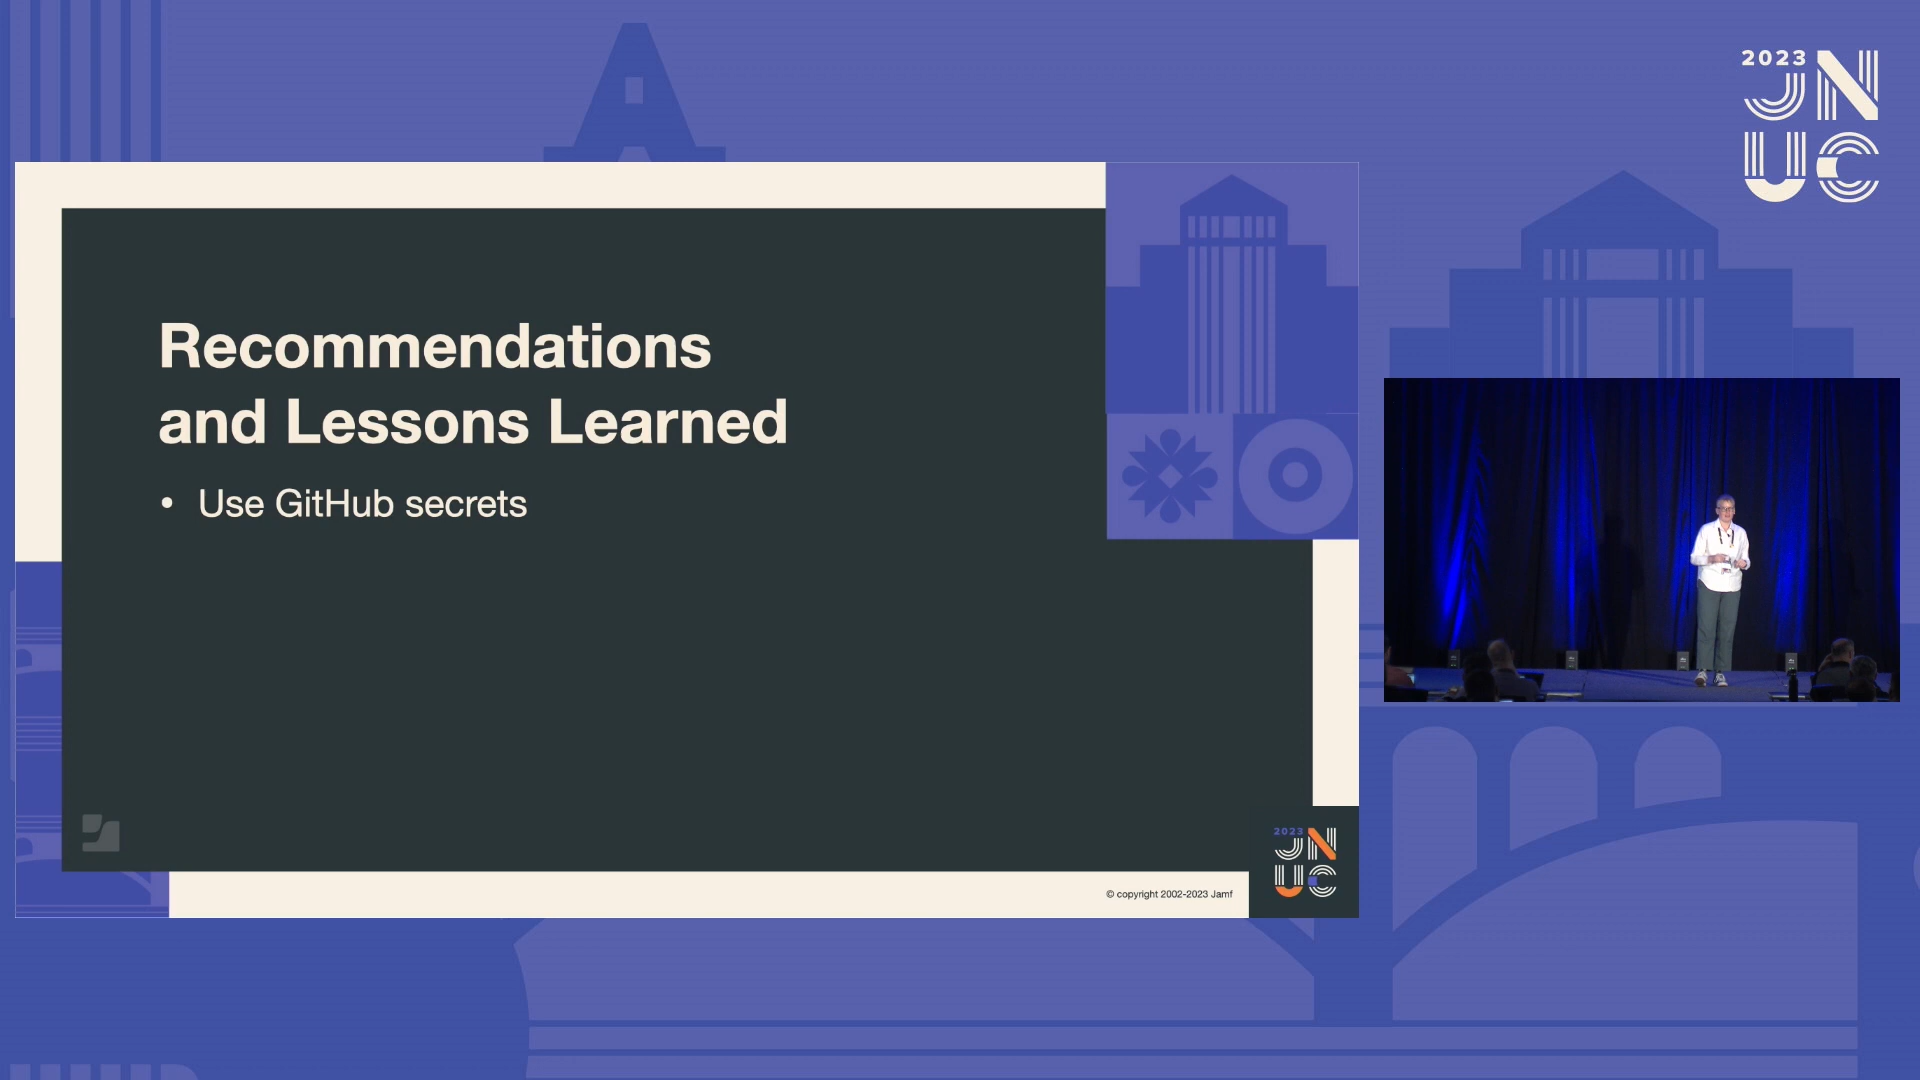 2023
JN
UC
Recommendations
and Lessons Learned
• Use GitHub secrets
2023
JN
UC
© copyright 2002-2023 Jamf